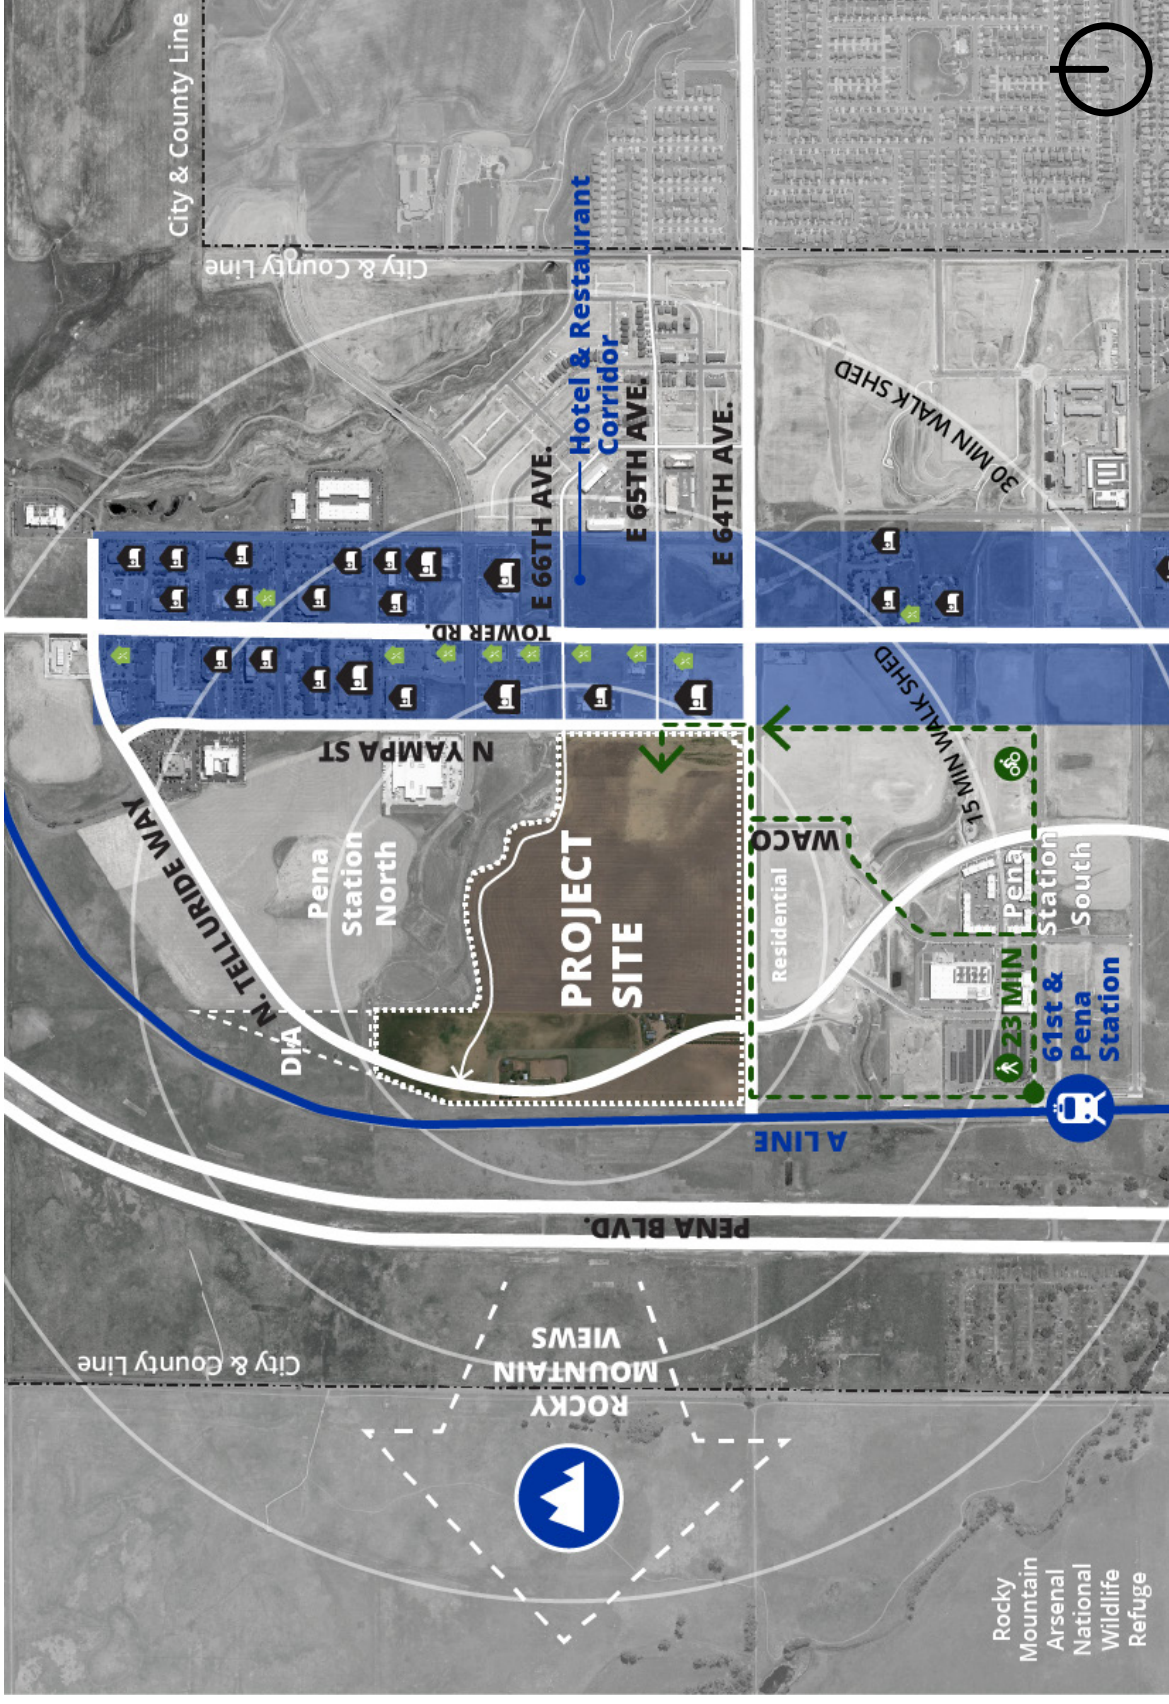 City & County Line
City & County Line
Hotel & Restaurant
Corridor
E 66TH AVE.
E 65TH AVE.
E 64TH AVE.
30 MIN WALK SHED
TOWER RD.
15 MIN WALK SHED
N YAMPA ST
N. TELLURIDE WAY
Pena
Station
North
PROJECT
SITE
WACO
Residential
Pena
Station
South
DIA
23 MIN
61st &
Pena
Station
A LINE
PENA BLVD.
City & County Line
ROCKY
MOUNTAIN
VIEWS
Rocky
Mountain
Arsenal
National
Wildlife
Refuge